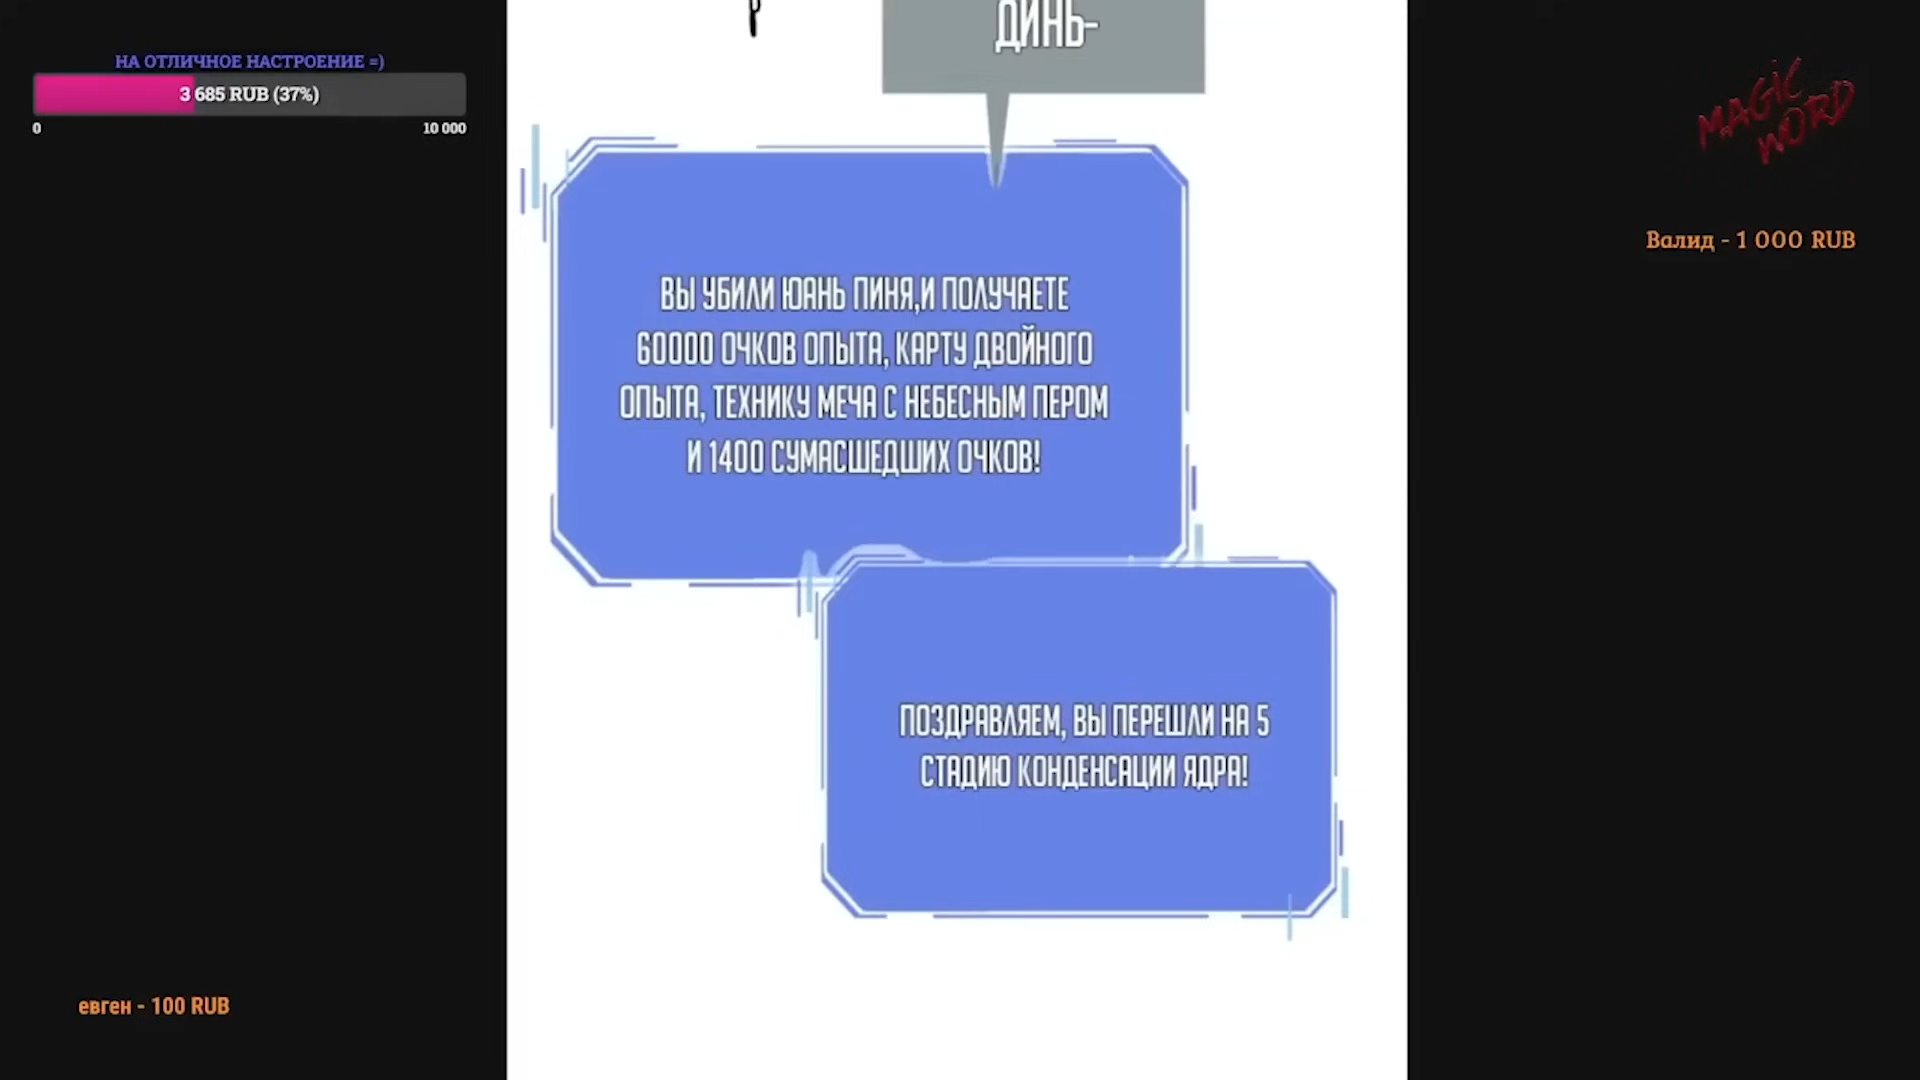 Р
ДИНЬ-
НА ОТЛИЧНОЕ НАСТРОЕНИЕ =)
3 685 RUB (37%)
0
10 000
MAGIC
WORD
Валид - 1 000 RUB
ВЫ УБИЛИ ЮАНЬ ПИНЯ,И ПОЛУЧАЕТЕ
60000 ОЧКОВ ОПЫТА, КАРТУ ДВОЙНОГО
ОПЫТА, ТЕХНИКУ МЕЧА С НЕБЕСНЫМ ПЕРОМ
И 1400 СУМАСШЕДШИХ ОЧКОВ!
ПОЗДРАВЛЯЕМ, ВЫ ПЕРЕШЛИ НА 5
СТАДИЮ КОНДЕНСАЦИИ ЯДРА!
евген - 100 RUB